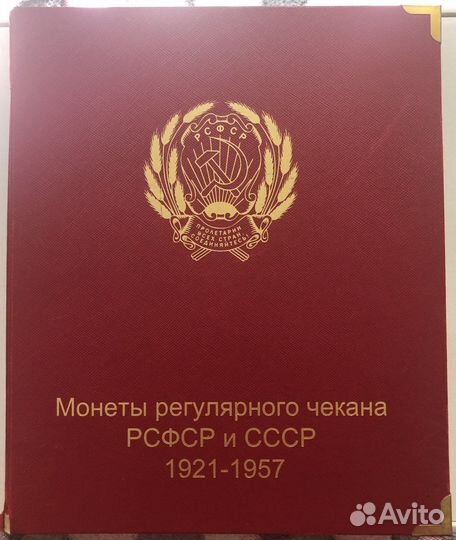 РСФСР
ПРОЛЕТАРИИ
ВСЕХ СТРАН,
СОЕДИНЯЙТЕСЬ!
Монеты регулярного чекана
РСФСР и СССР
1921-1957
Avito